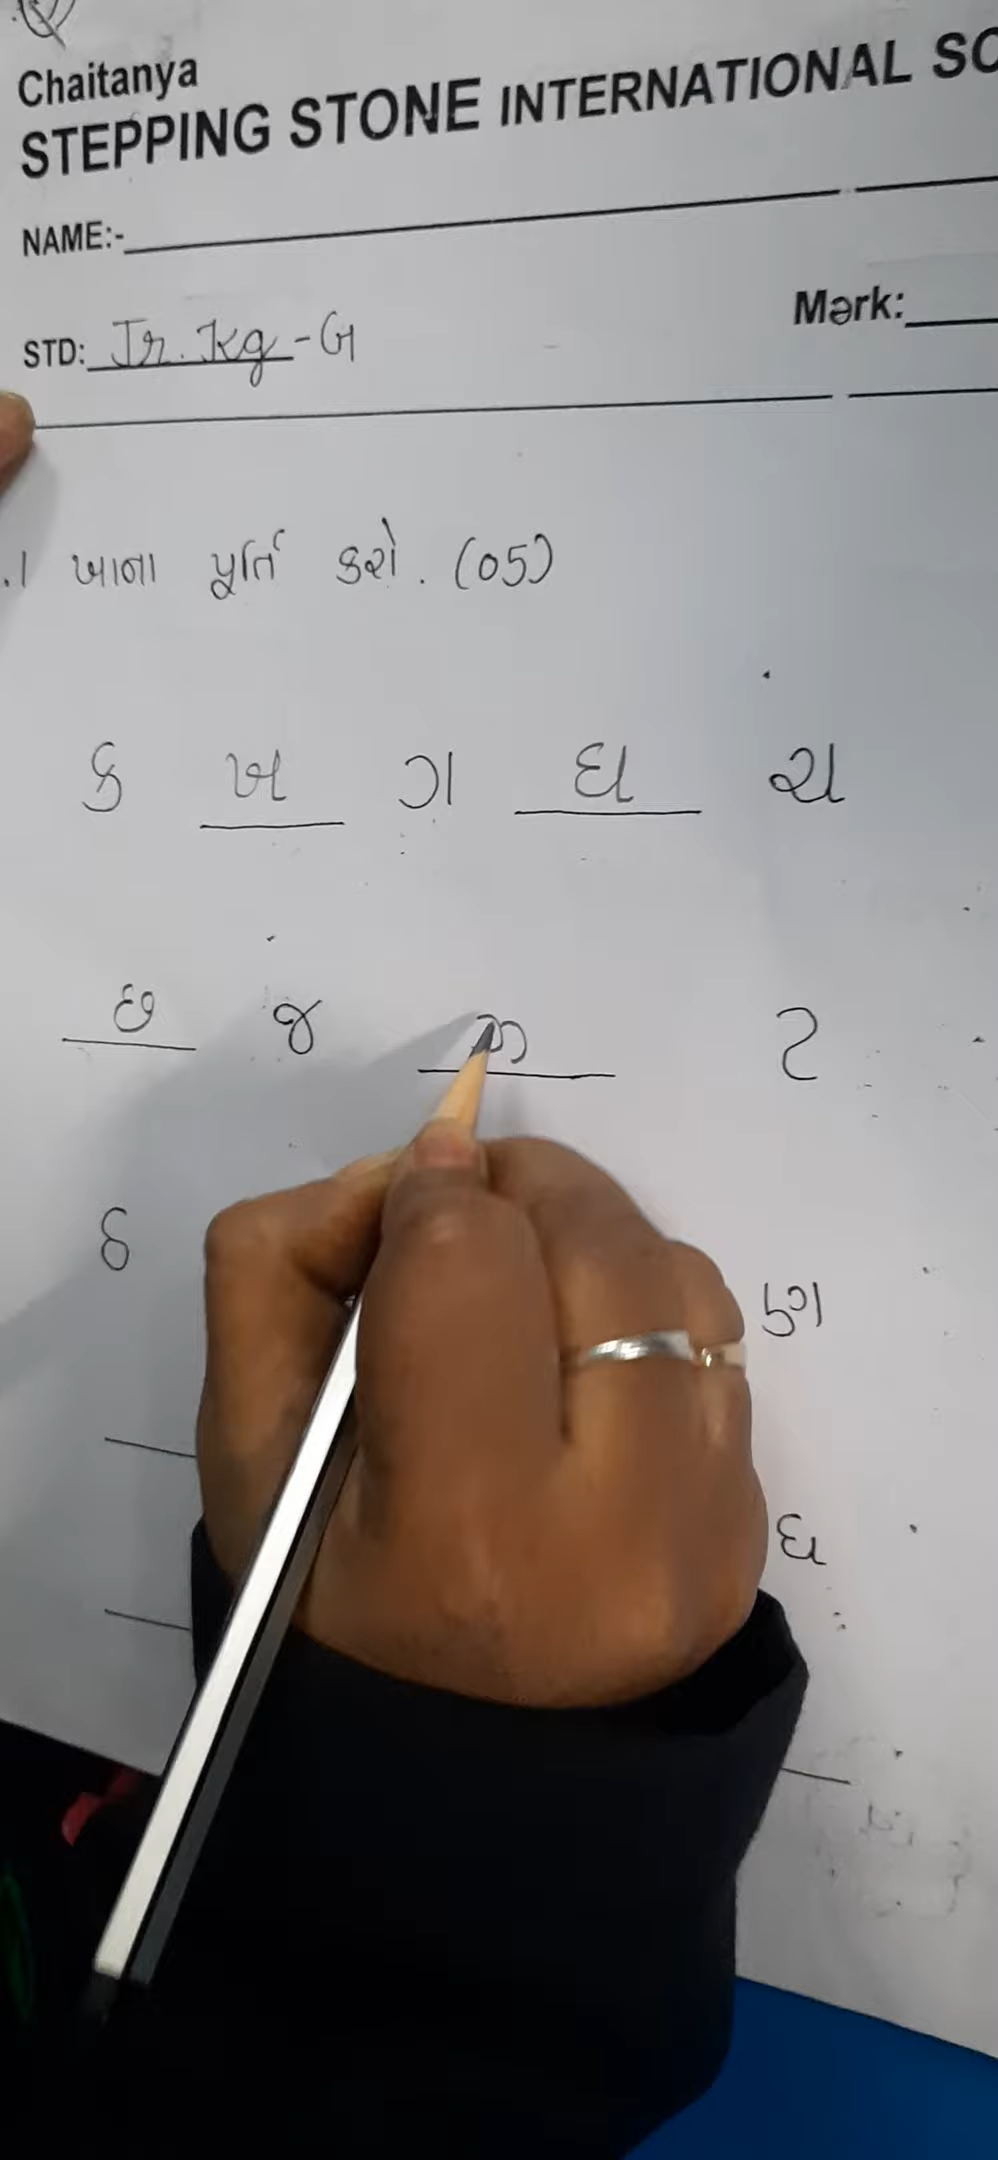 Chaitanya
STEPPING STONE INTERNATIONAL SC
NAME:-
STD: Jr. Kg - G
Mark:
.1 ખાના પૂર્તિ કરો. (05)
ક ખ ગ ઘ ચ
છ જ ટ
ઠ ણ
ઘ